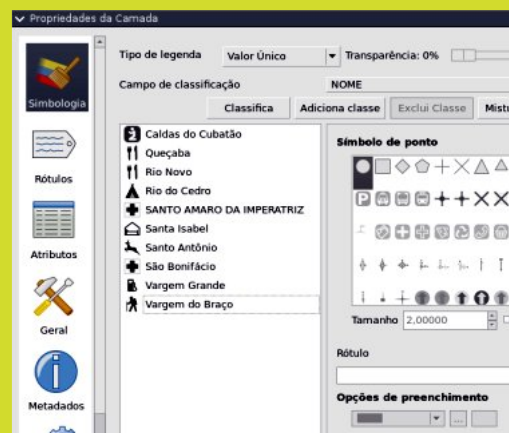 Propriedades da Camada
Simbologia
Rótulos
Atributos
Geral
Metadados
Tipo de legenda
Valor Único
Transparência: 0%
Campo de classificação
NOME
Classifica
Adiciona classe
Exclui Classe
Mistu
Caldas do Cubatão
Queçaba
Rio Novo
Rio do Cedro
SANTO AMARO DA IMPERATRIZ
Santa Isabel
Santo Antônio
São Bonifácio
Vargem Grande
Vargem do Braço
Símbolo de ponto
Tamanho
2,00000
Rótulo
Opções de preenchimento
...